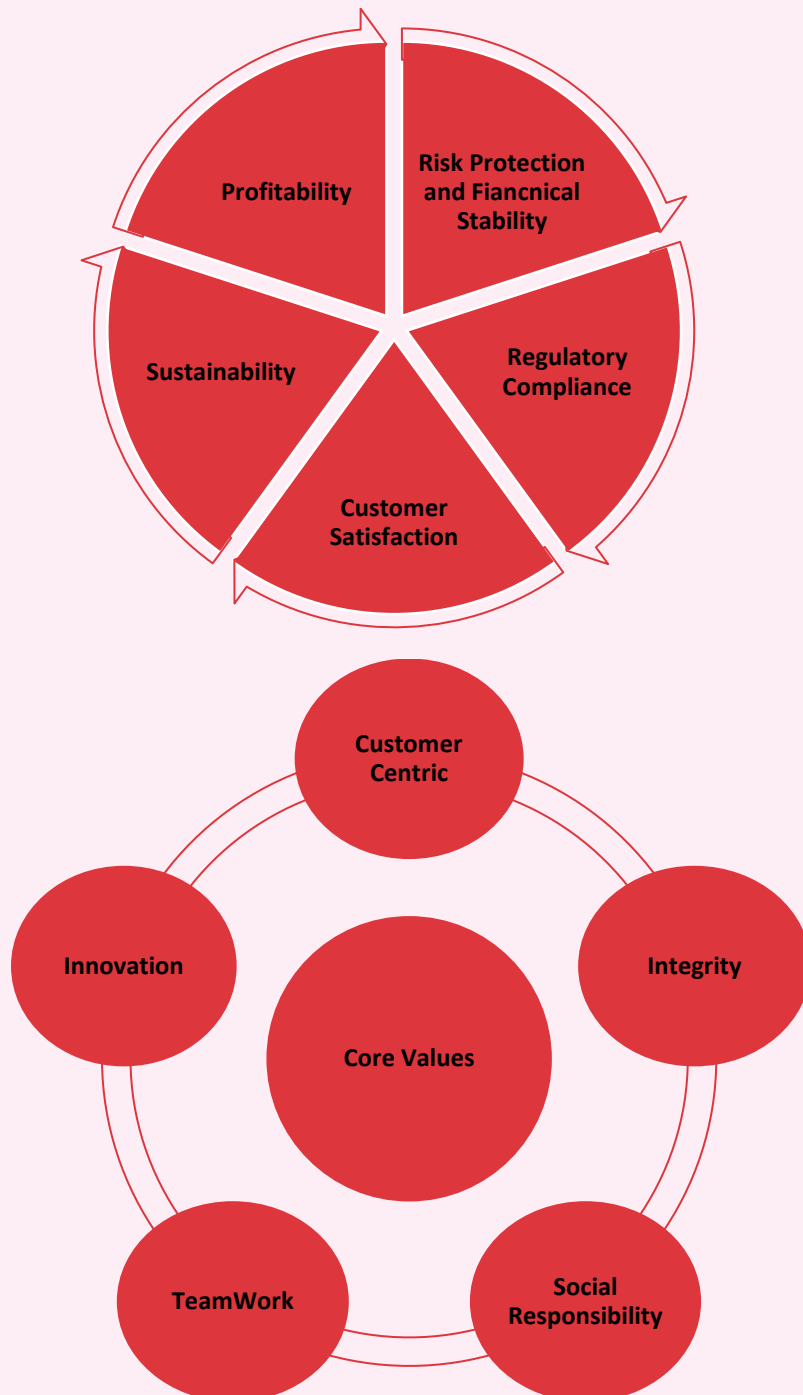 Profitability
Risk Protection
and Fiancnical
Stability
Sustainability
Regulatory
Compliance
Customer
Satisfaction
Customer
Centric
Innovation
Integrity
Core Values
TeamWork
Social
Responsibility